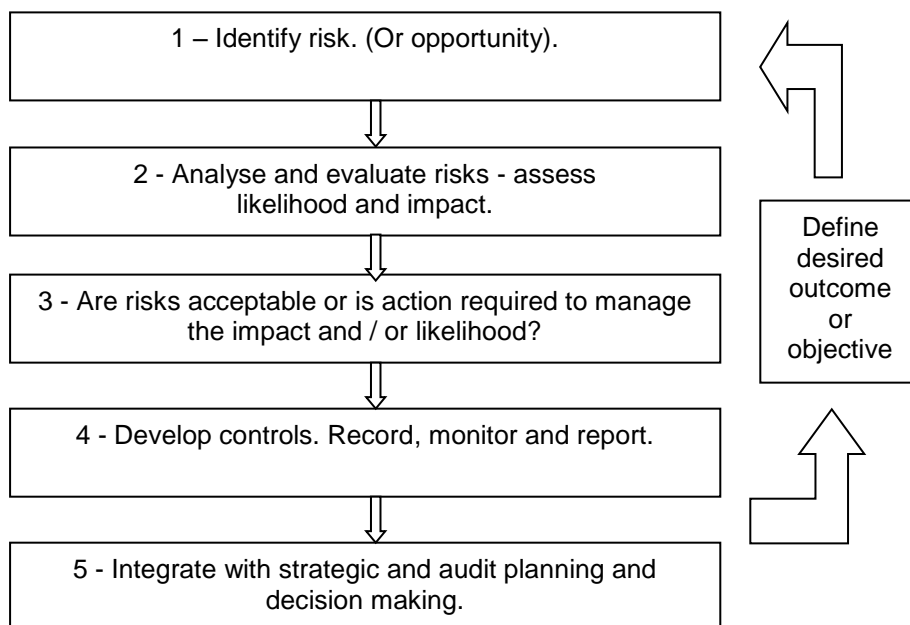 1 – Identify risk. (Or opportunity).
2 - Analyse and evaluate risks - assess
likelihood and impact.
3 - Are risks acceptable or is action required to manage
the impact and / or likelihood?
4 - Develop controls. Record, monitor and report.
5 - Integrate with strategic and audit planning and
decision making.
Define
desired
outcome
or
objective